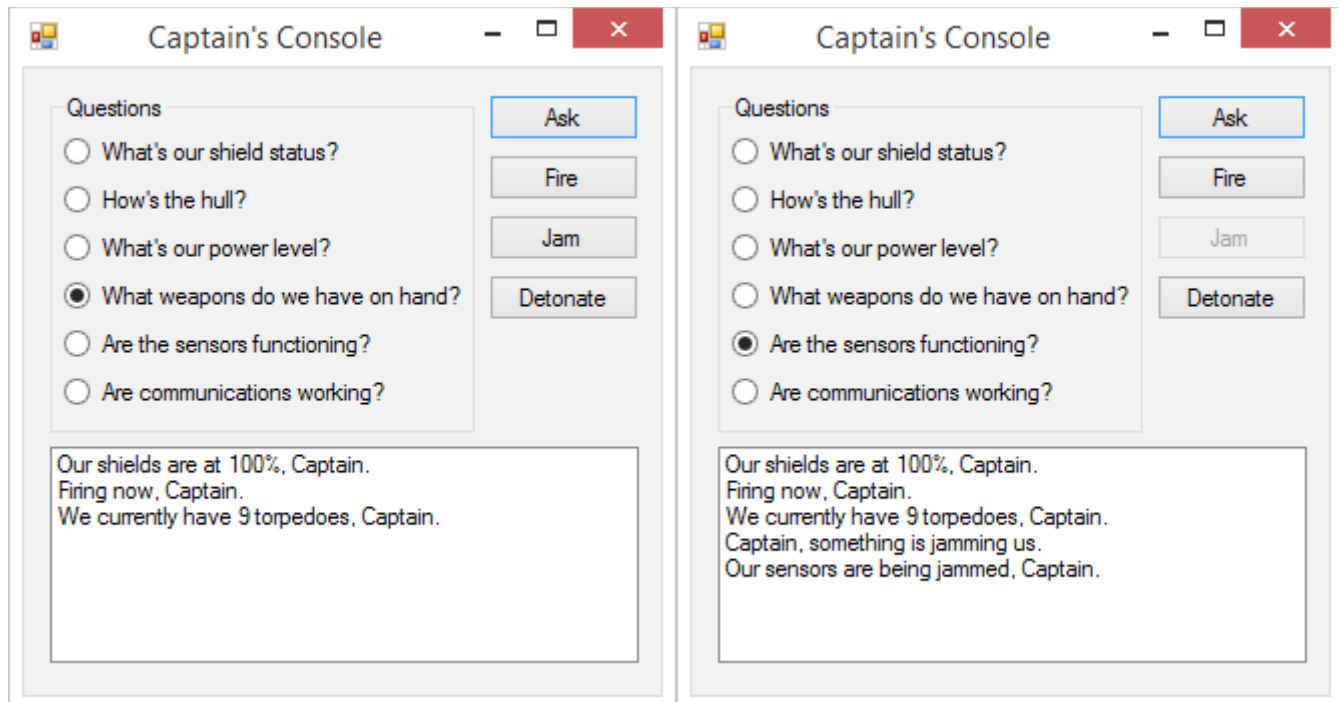 Captain's Console
Questions
What's our shield status?
How's the hull?
What's our power level?
What weapons do we have on hand?
Are the sensors functioning?
Are communications working?
Ask
Fire
Jam
Detonate
Our shields are at 100%, Captain.
Firing now, Captain.
We currently have 9 torpedoes, Captain.
Captain's Console
Questions
What's our shield status?
How's the hull?
What's our power level?
What weapons do we have on hand?
Are the sensors functioning?
Are communications working?
Ask
Fire
Jam
Detonate
Our shields are at 100%, Captain.
Firing now, Captain.
We currently have 9 torpedoes, Captain.
Captain, something is jamming us.
Our sensors are being jammed, Captain.